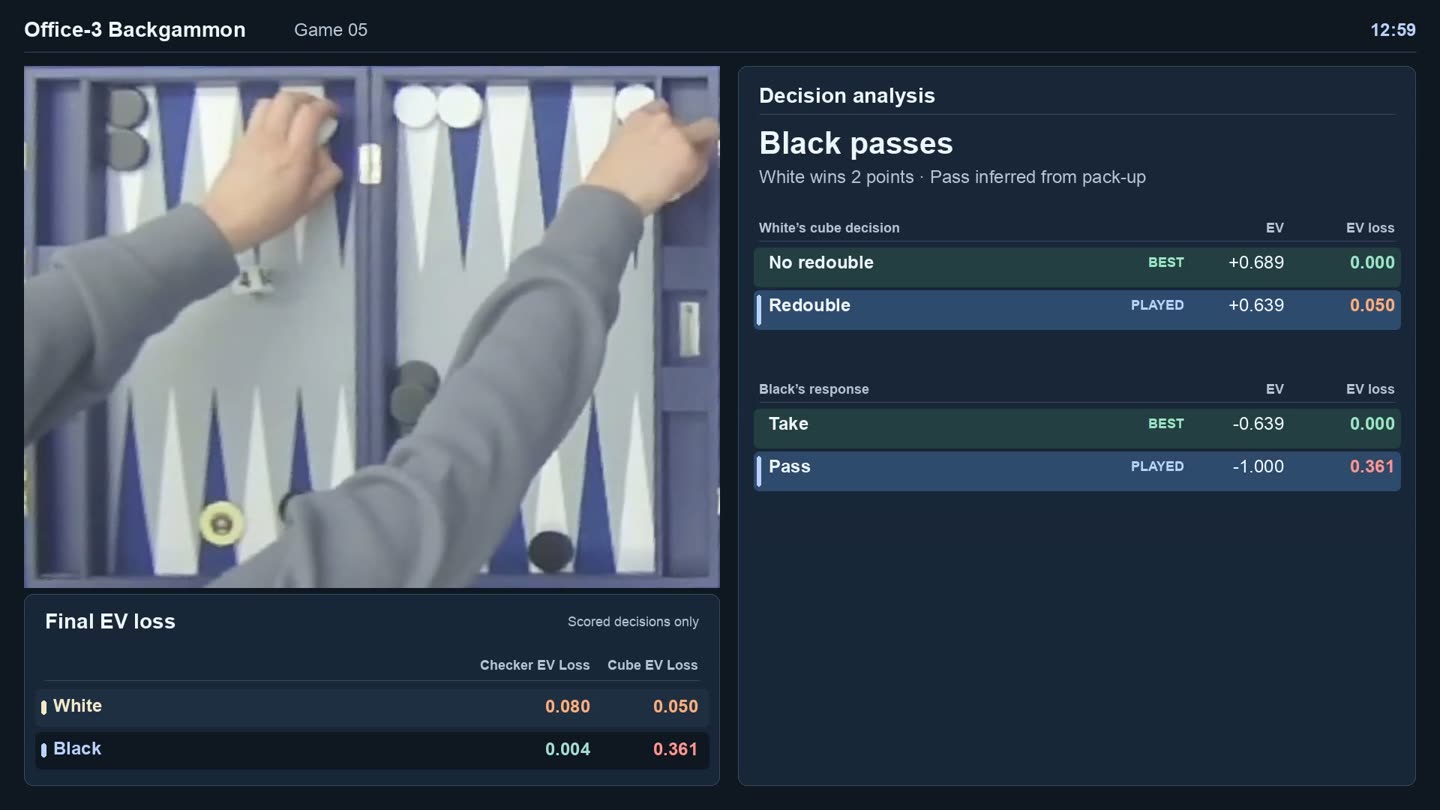 Office-3 Backgammon Game 05 12:59
Decision analysis
Black passes
White wins 2 points · Pass inferred from pack-up
White's cube decision EV EV loss
No redouble BEST +0.689 0.000
Redouble PLAYED +0.639 0.050
Black's response EV EV loss
Take BEST -0.639 0.000
Pass PLAYED -1.000 0.361
Final EV loss Scored decisions only
Checker EV Loss Cube EV Loss
White 0.080 0.050
Black 0.004 0.361